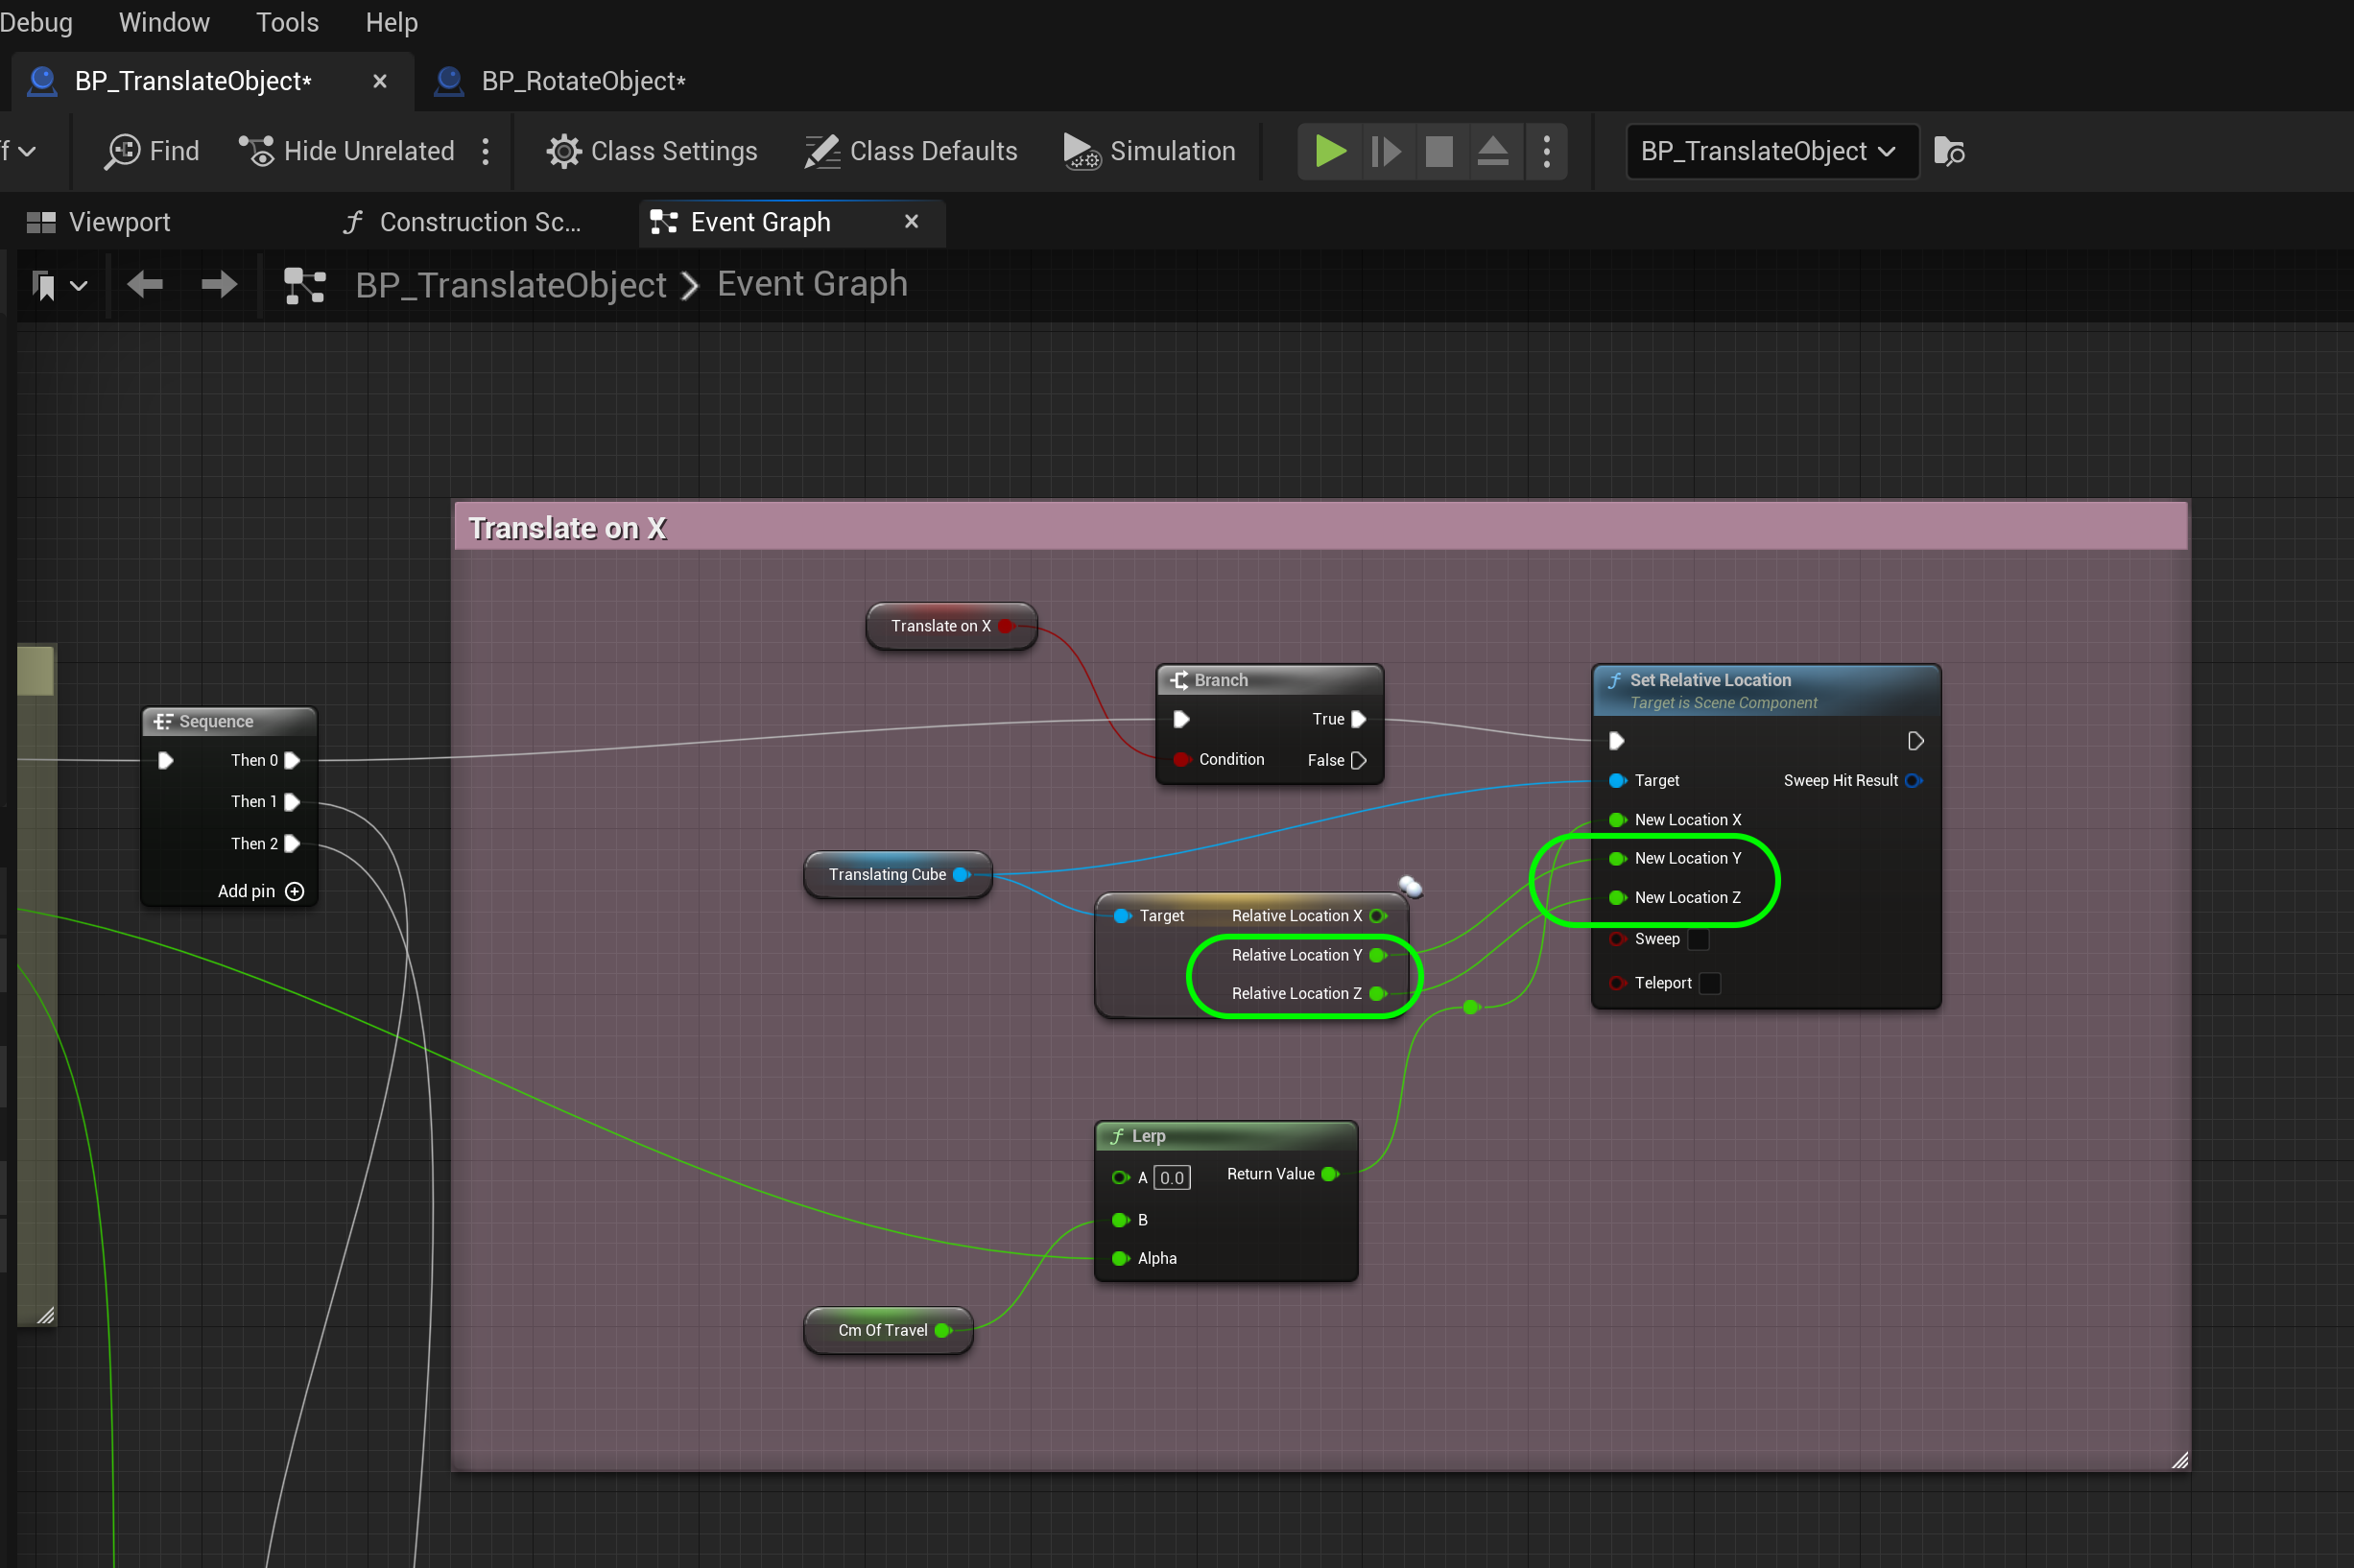 Debug Window Tools Help
BP_TranslateObject* BP_RotateObject*
Find Hide Unrelated Class Settings Class Defaults Simulation BP_TranslateObject
Viewport Construction Sc... Event Graph
BP_TranslateObject > Event Graph
Translate on X
Translate on X
Branch
True
Condition False
Sequence
Then 0
Then 1
Then 2
Add pin
Set Relative Location
Target is Scene Component
Target Sweep Hit Result
New Location X
New Location Y
New Location Z
Sweep
Teleport
Translating Cube
Target Relative Location X
Relative Location Y
Relative Location Z
Lerp
A 0.0 Return Value
B
Alpha
Cm Of Travel